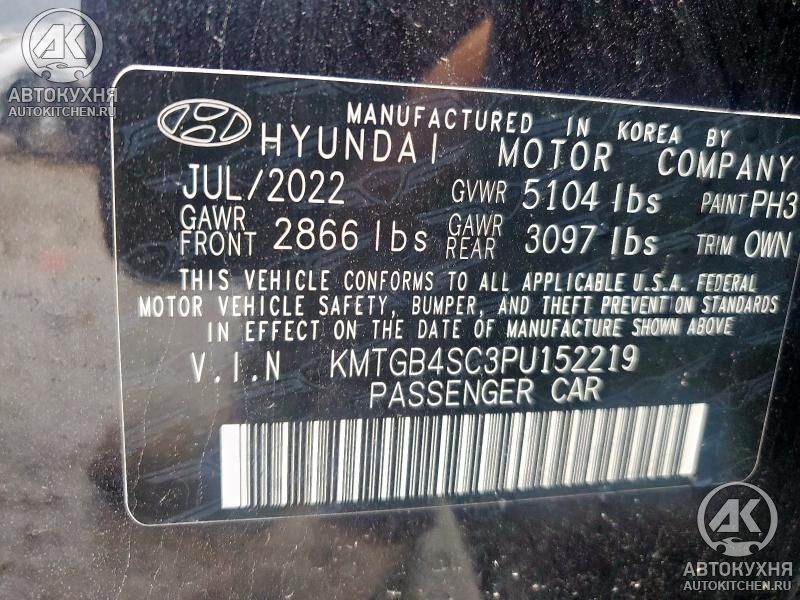 АК
АВТОКУХНЯ
AUTOKITCHEN.RU
MANUFACTURED IN KOREA BY
HYUNDAI MOTOR COMPANY
JUL/2022 GVWR 5104 lbs PAINT PH3
GAWR FRONT 2866 lbs GAWR REAR 3097 lbs TRIM OWN
THIS VEHICLE CONFORMS TO ALL APPLICABLE U.S.A. FEDERAL
MOTOR VEHICLE SAFETY, BUMPER, AND THEFT PREVENTION STANDARDS
IN EFFECT ON THE DATE OF MANUFACTURE SHOWN ABOVE
V.I.N KMTGB4SC3PU152219
PASSENGER CAR
АК
АВТОКУХНЯ
AUTOKITCHEN.RU